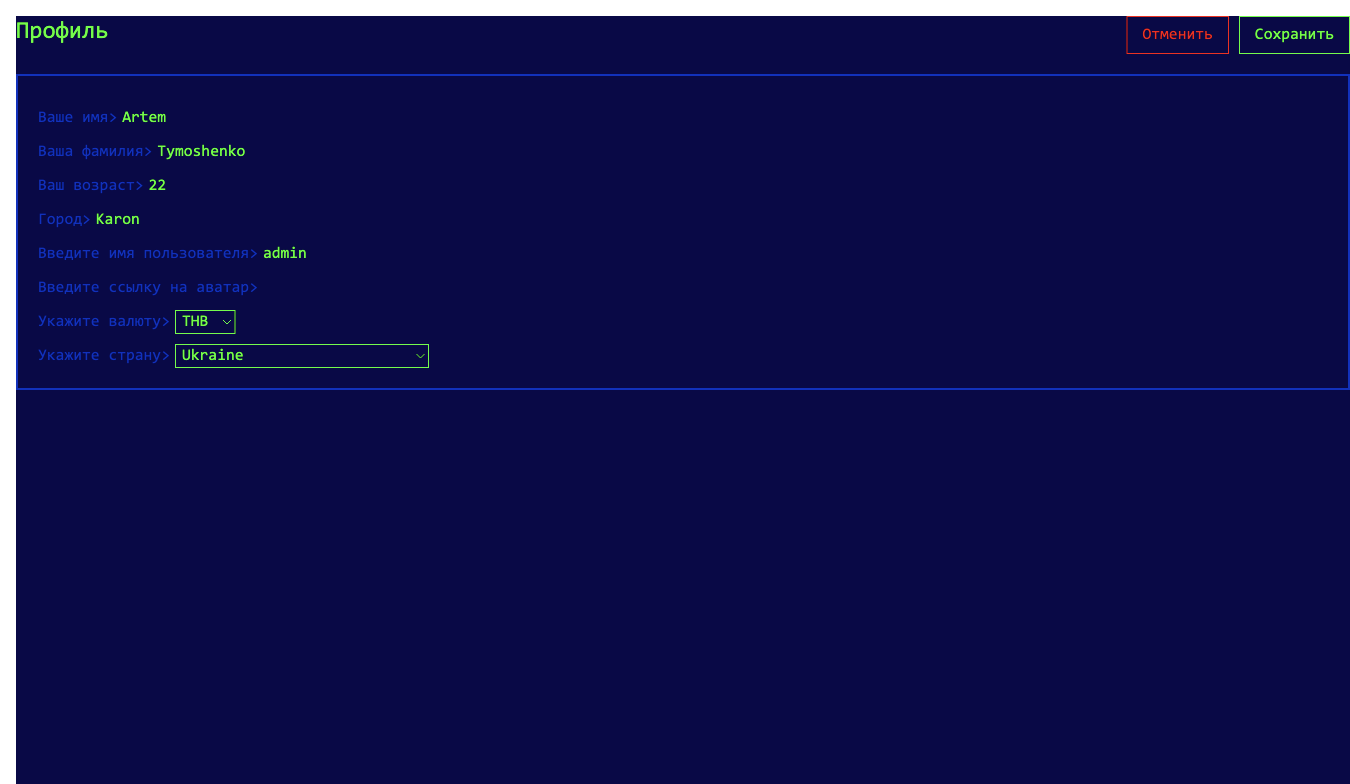 Профиль
Отменить
Сохранить
Ваше имя> Artem
Ваша фамилия> Tymoshenko
Ваш возраст> 22
Город> Karon
Введите имя пользователя> admin
Введите ссылку на аватар>
Укажите валюту> THB
Укажите страну> Ukraine